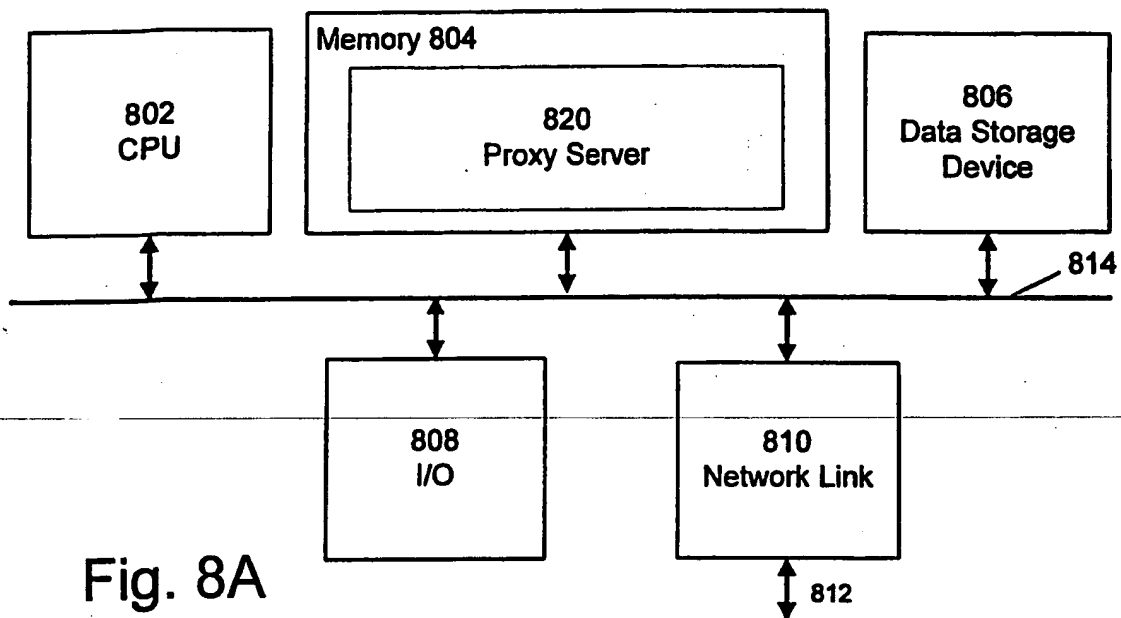 Memory 804
802
CPU
820
Proxy Server
806
Data Storage
Device
814
808
I/O
810
Network Link
812
Fig. 8A